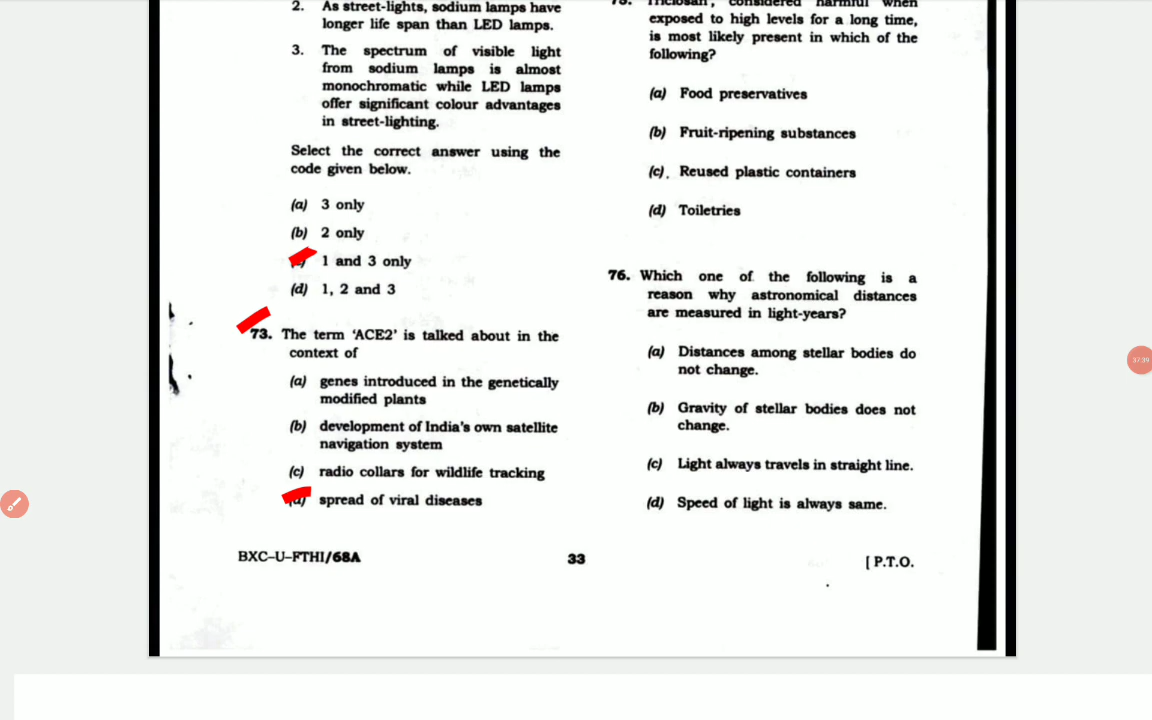 2. As street-lights, sodium lamps have
longer life span than LED lamps.
3. The spectrum of visible light
from sodium lamps is almost
monochromatic while LED lamps
offer significant colour advantages
in street-lighting.
Select the correct answer using the
code given below.
(a) 3 only
(b) 2 only
1 and 3 only
(d) 1, 2 and 3
73. The term ‘ACE2’ is talked about in the
context of
(a) genes introduced in the genetically
modified plants
(b) development of India's own satellite
navigation system
(c) radio collars for wildlife tracking
spread of viral diseases
considered harmful when
exposed to high levels for a long time,
is most likely present in which of the
following?
(a) Food preservatives
(b) Fruit-ripening substances
(c) Reused plastic containers
(d) Toiletries
76. Which one of the following is a
reason why astronomical distances
are measured in light-years?
(a) Distances among stellar bodies do
not change.
(b) Gravity of stellar bodies does not
change.
(c) Light always travels in straight line.
(d) Speed of light is always same.
BXC-U-FTHI/68A
33
[ P.T.O.
37:39